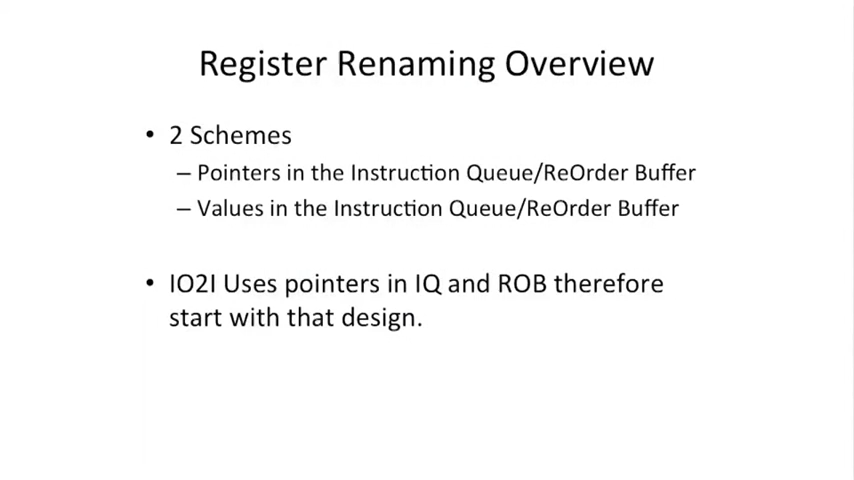 Register Renaming Overview
• 2 Schemes
– Pointers in the Instruction Queue/ReOrder Buffer
– Values in the Instruction Queue/ReOrder Buffer
• IO2I Uses pointers in IQ and ROB therefore
start with that design.